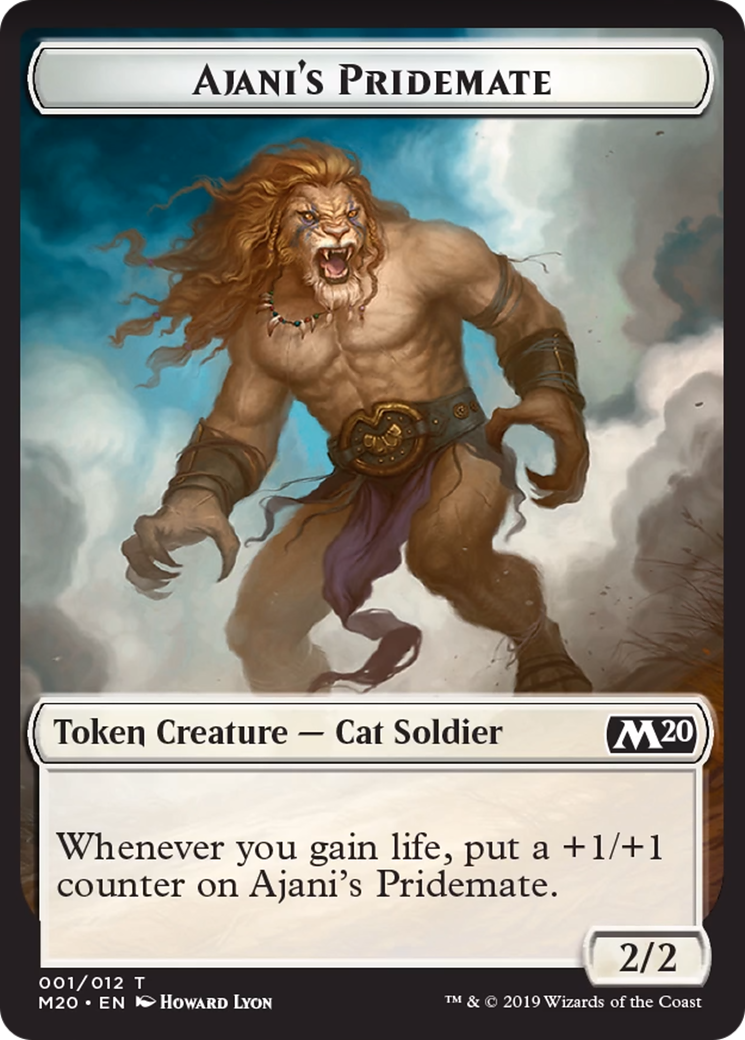 Ajani's Pridemate
Token Creature — Cat Soldier
M20
Whenever you gain life, put a +1/+1
counter on Ajani's Pridemate.
2/2
001/012 T
M20 • EN Howard Lyon
™ & © 2019 Wizards of the Coast